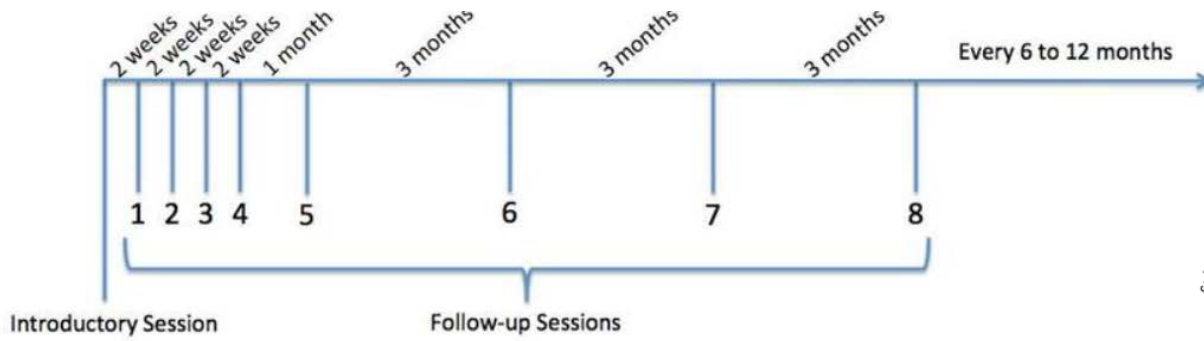 2 weeks
2 weeks
2 weeks
2 weeks
1 month
3 months
3 months
3 months
Every 6 to 12 months
1
2
3
4
5
6
7
8
Introductory Session
Follow-up Sessions